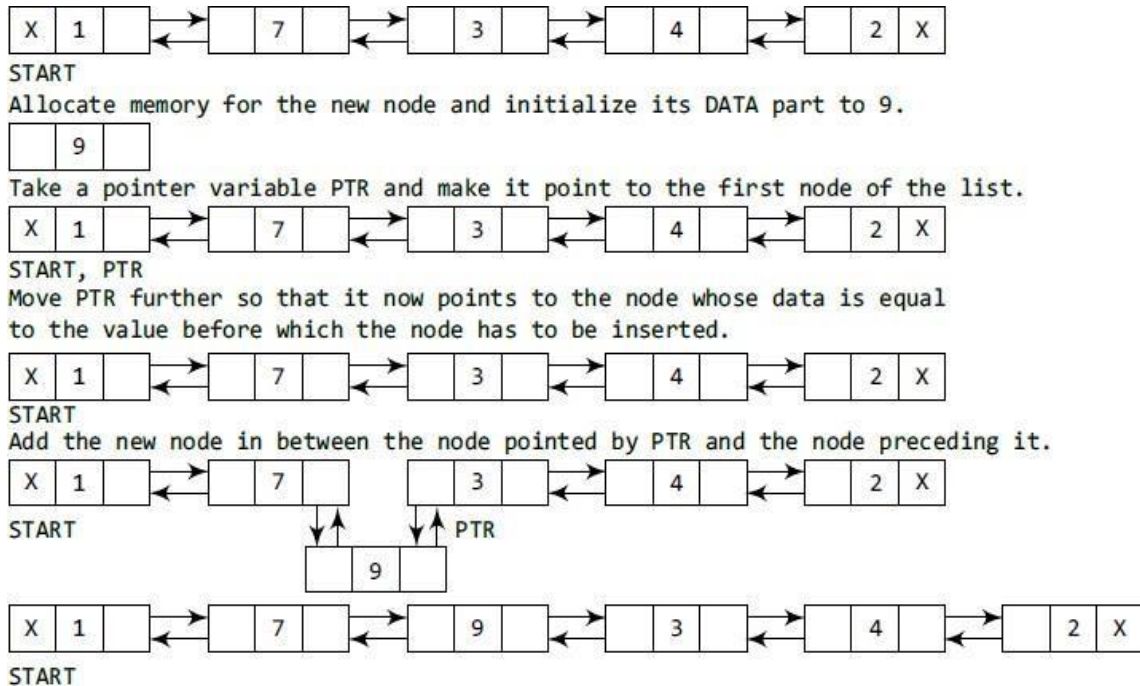 X 1 7 3 4 2 X
START
Allocate memory for the new node and initialize its DATA part to 9.
9
Take a pointer variable PTR and make it point to the first node of the list.
X 1 7 3 4 2 X
START, PTR
Move PTR further so that it now points to the node whose data is equal
to the value before which the node has to be inserted.
X 1 7 3 4 2 X
START
Add the new node in between the node pointed by PTR and the node preceding it.
X 1 7 3 4 2 X
START PTR
9
X 1 7 9 3 4 2 X
START